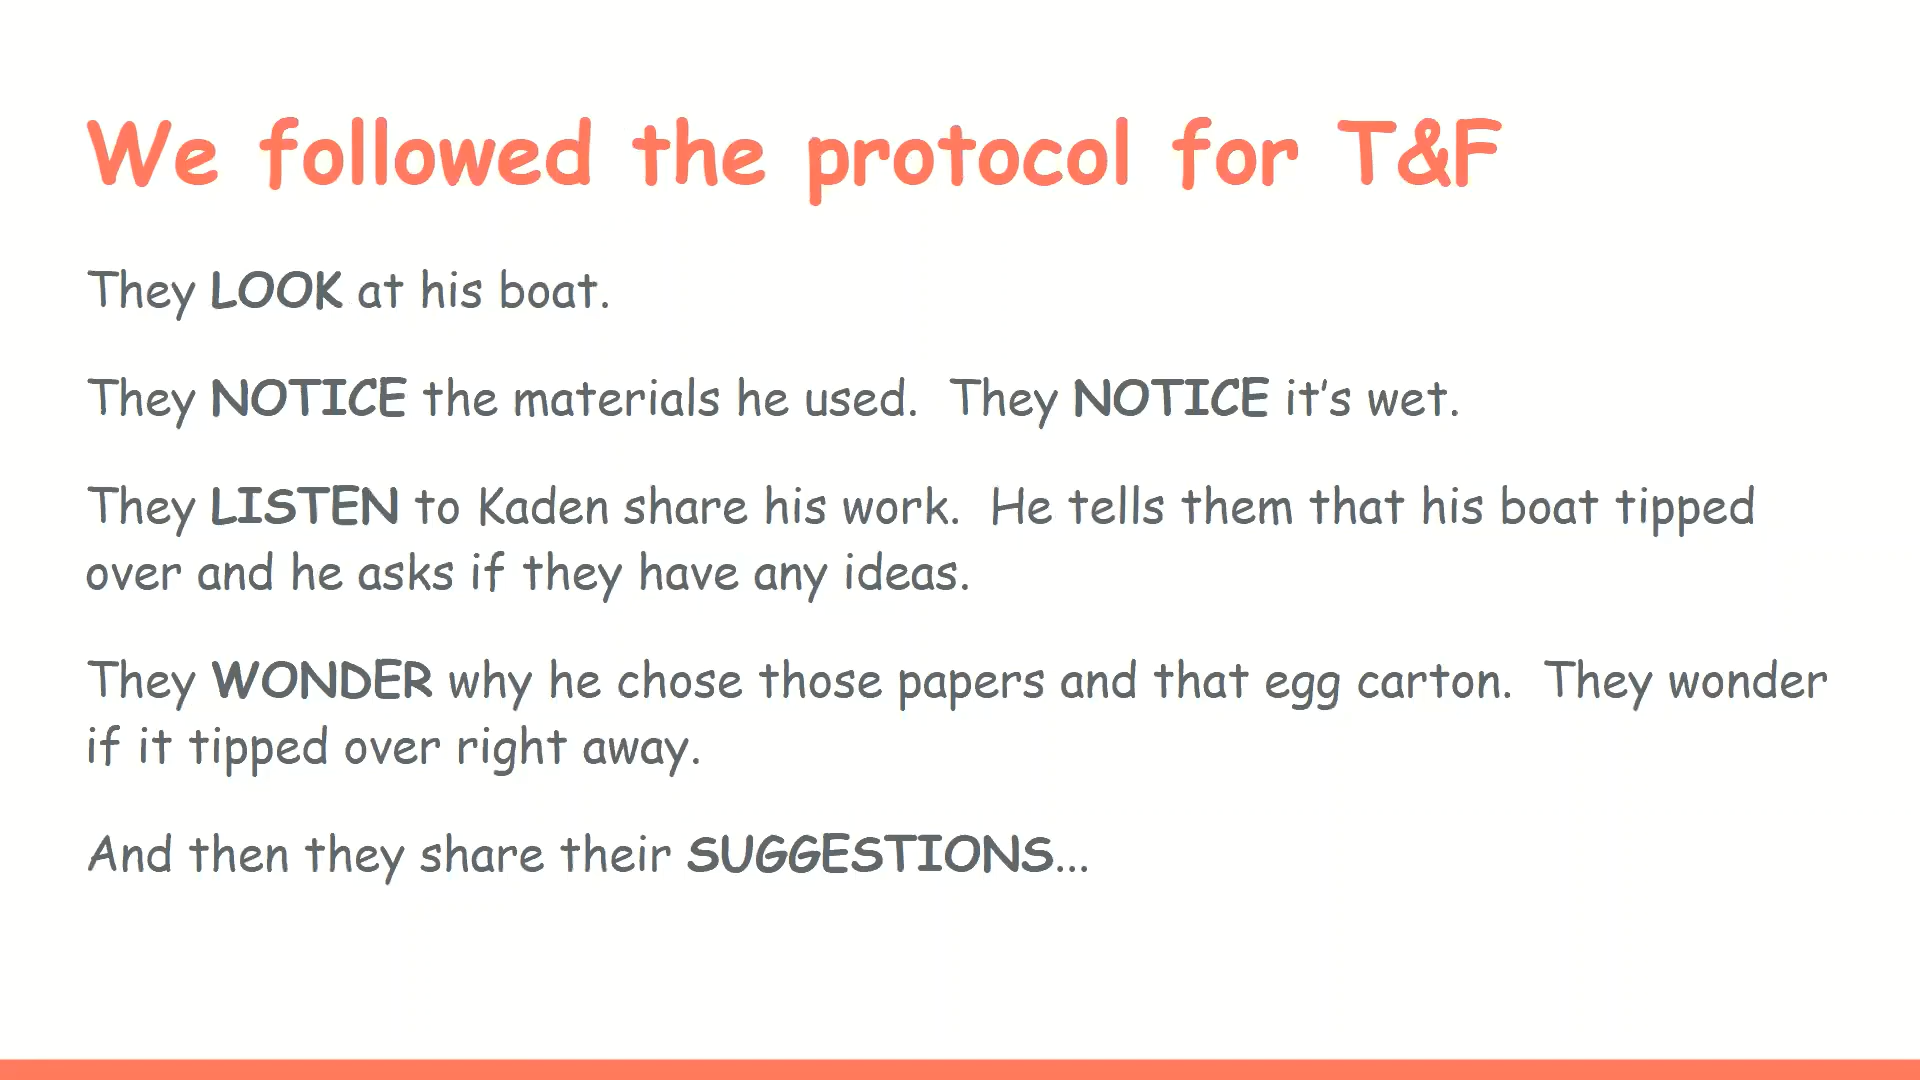 We followed the protocol for T&F
They LOOK at his boat.
They NOTICE the materials he used.  They NOTICE it's wet.
They LISTEN to Kaden share his work.  He tells them that his boat tipped
over and he asks if they have any ideas.
They WONDER why he chose those papers and that egg carton.  They wonder
if it tipped over right away.
And then they share their SUGGESTIONS...